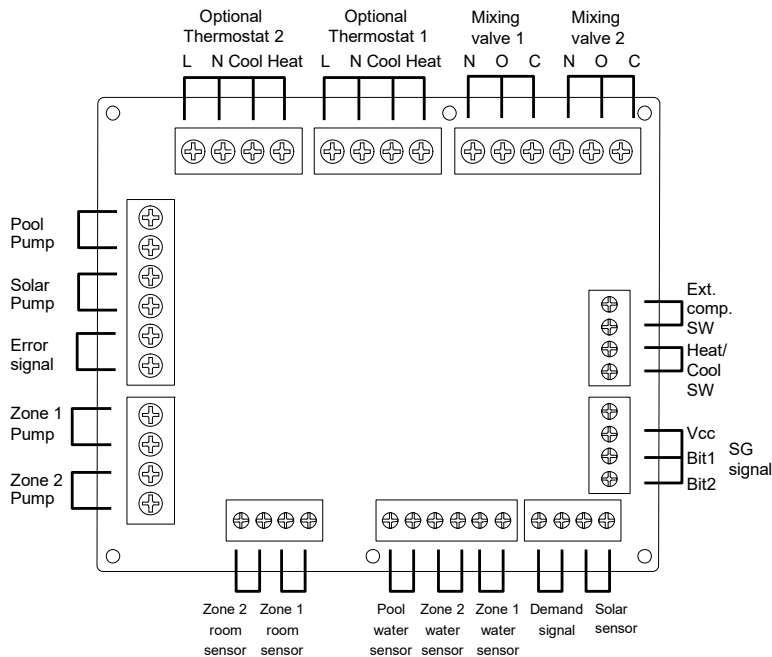 Optional
Thermostat 2
Optional
Thermostat 1
Mixing
valve 1
Mixing
valve 2
L N Cool Heat
L N Cool Heat
N O C
N O C
Pool
Pump
Solar
Pump
Error
signal
Zone 1
Pump
Zone 2
Pump
Ext.
comp.
SW
Heat/
Cool
SW
Vcc
Bit1
Bit2
SG
signal
Zone 2
room
sensor
Zone 1
room
sensor
Pool
water
sensor
Zone 2
water
sensor
Zone 1
water
sensor
Demand
signal
Solar
sensor